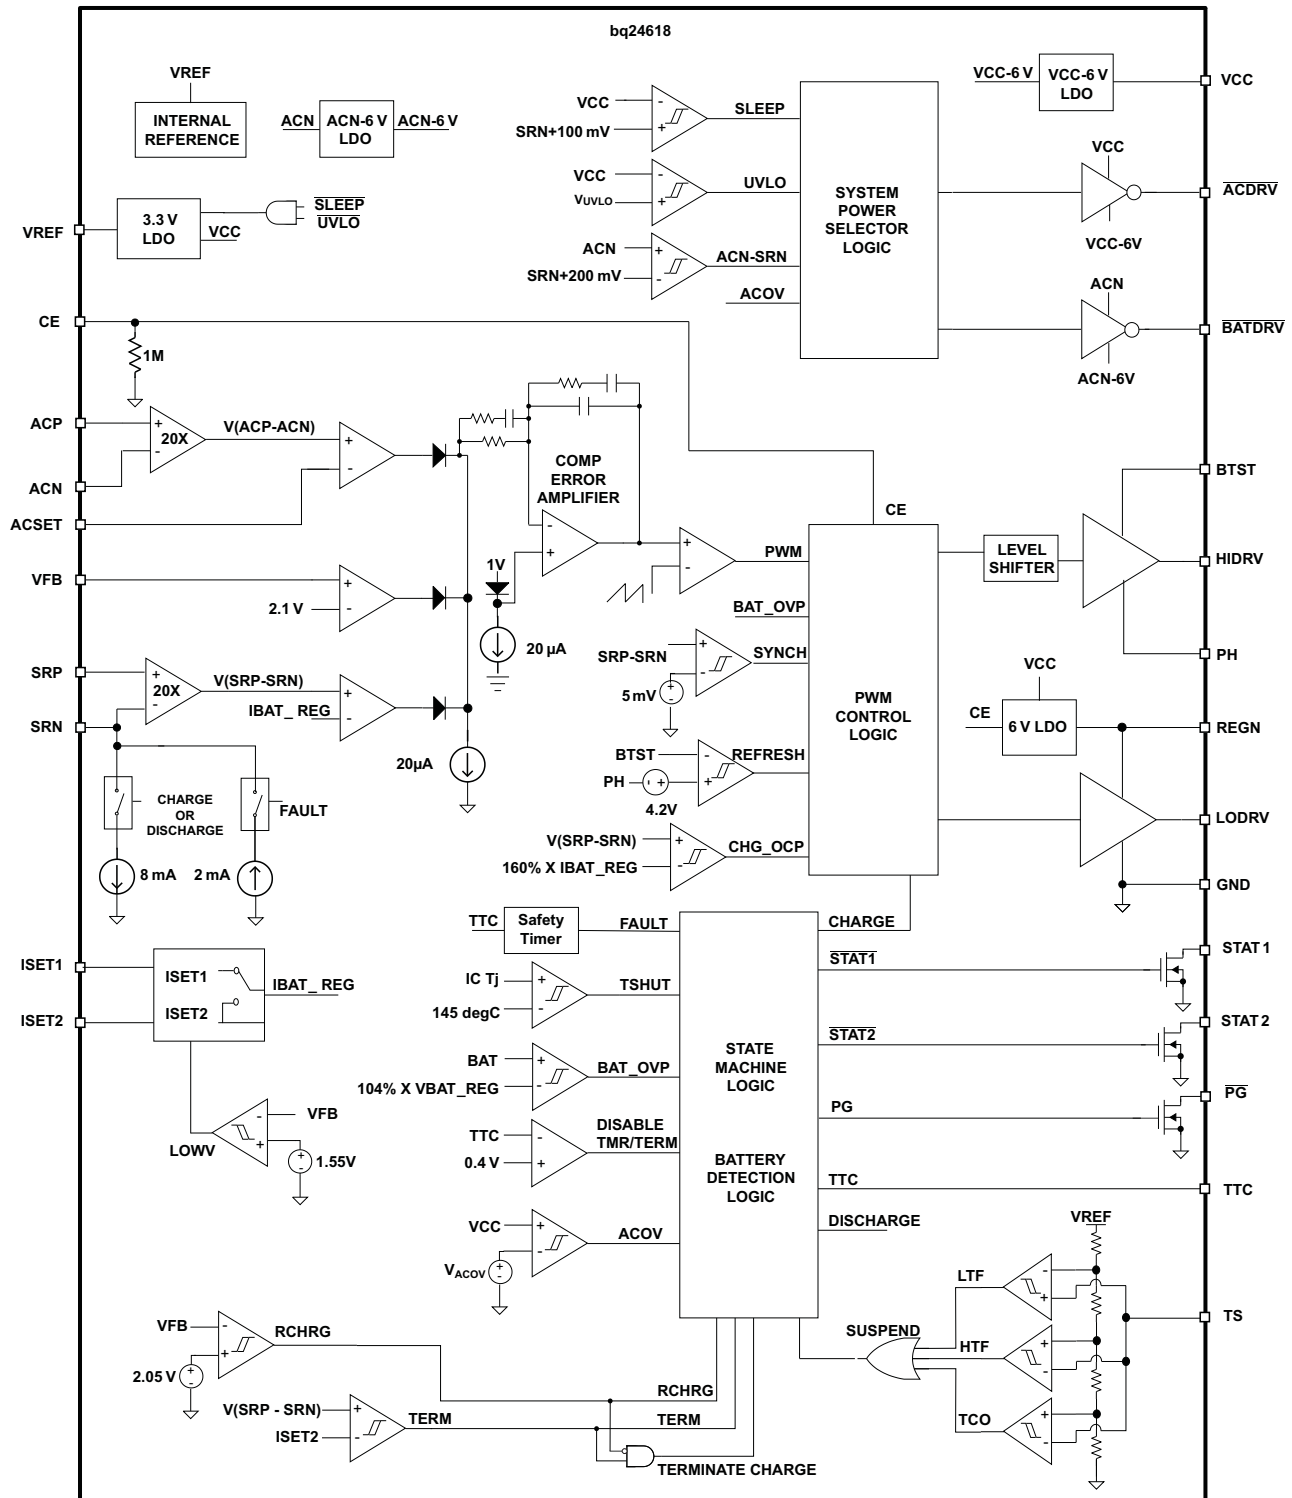 bq24618
VREF
INTERNAL
REFERENCE
ACN
ACN-6 V
LDO
ACN-6 V
VCC
SRN+100 mV
-
+
SLEEP
VCC
VUVLO
-
+
UVLO
ACN
SRN+200 mV
+
-
ACN-SRN
ACOV
SYSTEM
POWER
SELECTOR
LOGIC
VCC-6 V
VCC-6 V
LDO
VCC
VCC
VCC-6V
ACDRV
ACN
ACN-6V
BATDRV
VREF
3.3 V
LDO
VCC
SLEEP
UVLO
CE
1M
ACP
ACN
ACSET
+
-
20X
V(ACP-ACN)
+
-
VFB
2.1 V
+
-
SRP
SRN
+
-
20X
V(SRP-SRN)
IBAT_ REG
+
-
20µA
COMP
ERROR
AMPLIFIER
-
+
1V
20 µA
+
-
PWM
BAT_OVP
SRP-SRN
5 mV
+
-
+
-
SYNCH
BTST
PH
- +
4.2V
-
+
REFRESH
V(SRP-SRN)
160% X IBAT_REG
+
-
CHG_OCP
CE
PWM
CONTROL
LOGIC
LEVEL
SHIFTER
BTST
HIDRV
PH
VCC
CE
6 V LDO
REGN
LODRV
GND
CHARGE
OR
DISCHARGE
FAULT
8 mA
2 mA
ISET1
ISET2
ISET1
ISET2
IBAT_ REG
LOWV
-
+
VFB
+
-
1.55V
TTC
Safety
Timer
FAULT
IC Tj
145 degC
+
-
TSHUT
BAT
104% X VBAT_REG
+
-
BAT_OVP
TTC
0.4 V
-
+
DISABLE
TMR/TERM
VCC
VACOV
+
-
+
-
ACOV
STATE
MACHINE
LOGIC
BATTERY
DETECTION
LOGIC
CHARGE
STAT1
STAT 1
STAT2
STAT 2
PG
PG
TTC
TTC
DISCHARGE
VREF
LTF
-
+
TS
SUSPEND
HTF
+
-
TCO
+
-
VFB
2.05 V
+
-
-
+
RCHRG
RCHRG
V(SRP - SRN)
ISET2
+
-
TERM
TERM
TERMINATE CHARGE